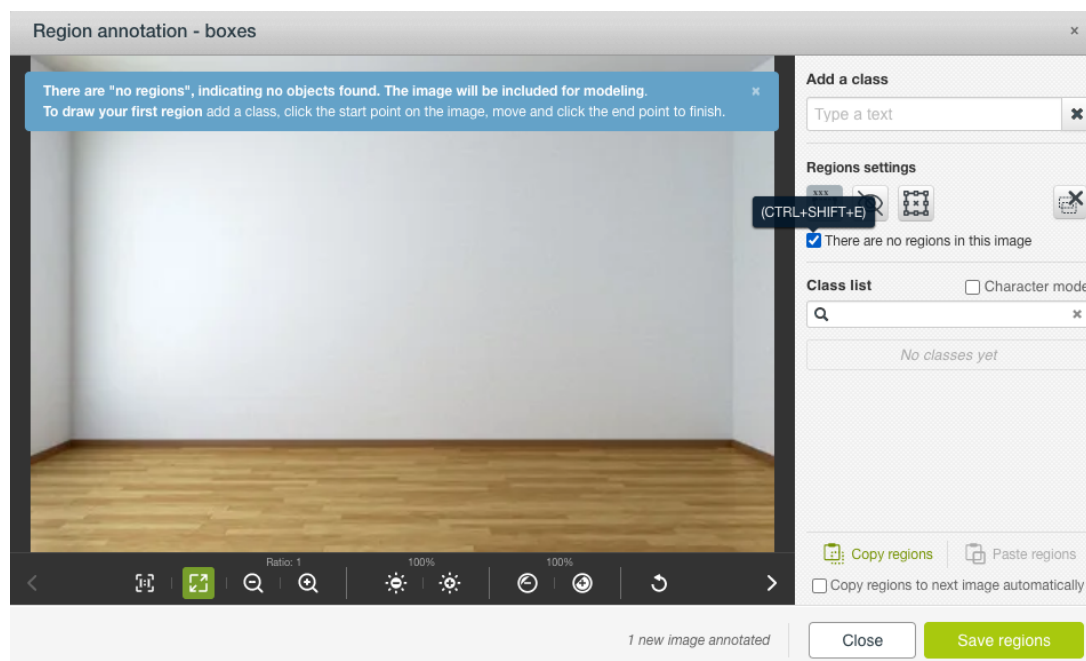 Region annotation - boxes
There are "no regions", indicating no objects found. The image will be included for modeling.
To draw your first region add a class, click the start point on the image, move and click the end point to finish.
Add a class
Type a text
Regions settings
xxx
(CTRL+SHIFT+E)
There are no regions in this image
Class list
Character mode
No classes yet
Copy regions
Paste regions
Copy regions to next image automatically
Ratio: 1
100%
100%
1 new image annotated
Close
Save regions